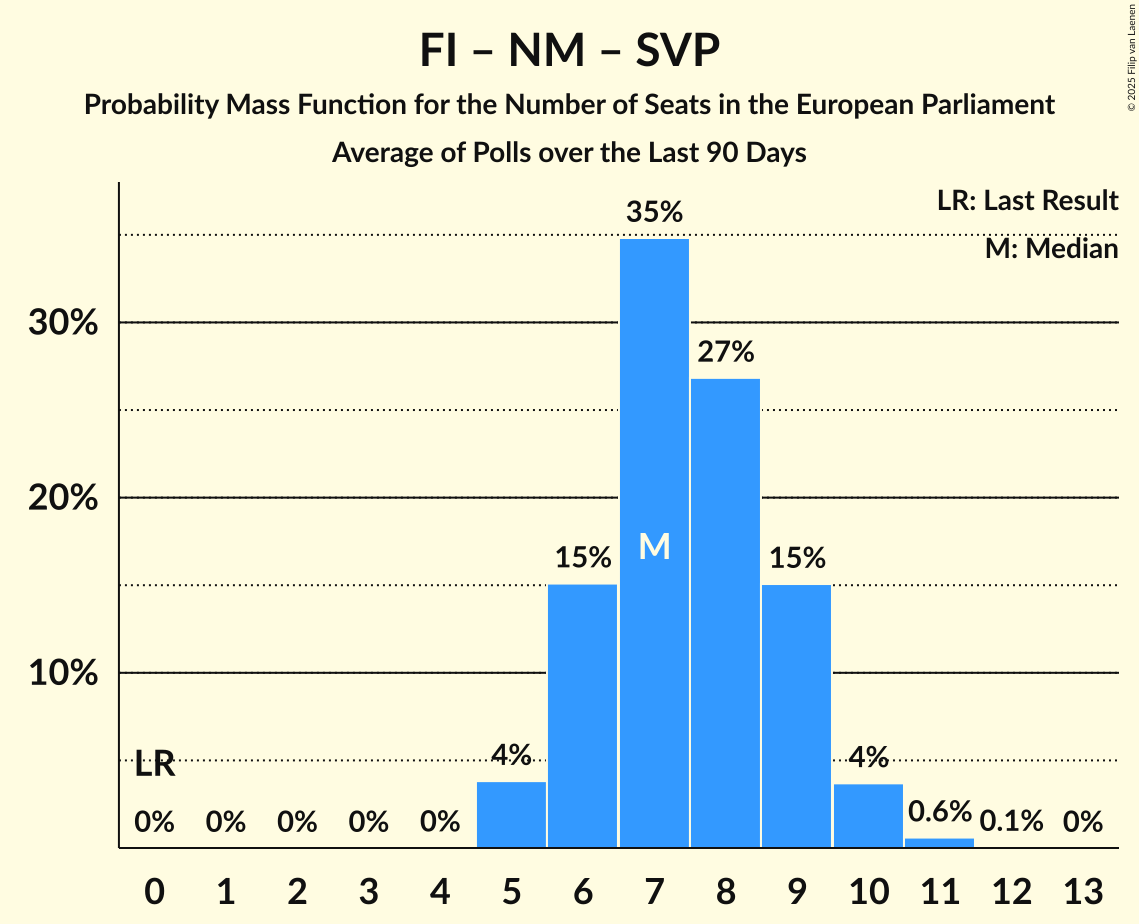 FI – NM – SVP
Probability Mass Function for the Number of Seats in the European Parliament
Average of Polls over the Last 90 Days
© 2025 Filip van Laenen
LR: Last Result
M: Median
30%
20%
10%
LR
M
0% 0% 0% 0% 0% 4% 15% 35% 27% 15% 4% 0.6% 0.1% 0%
0 1 2 3 4 5 6 7 8 9 10 11 12 13